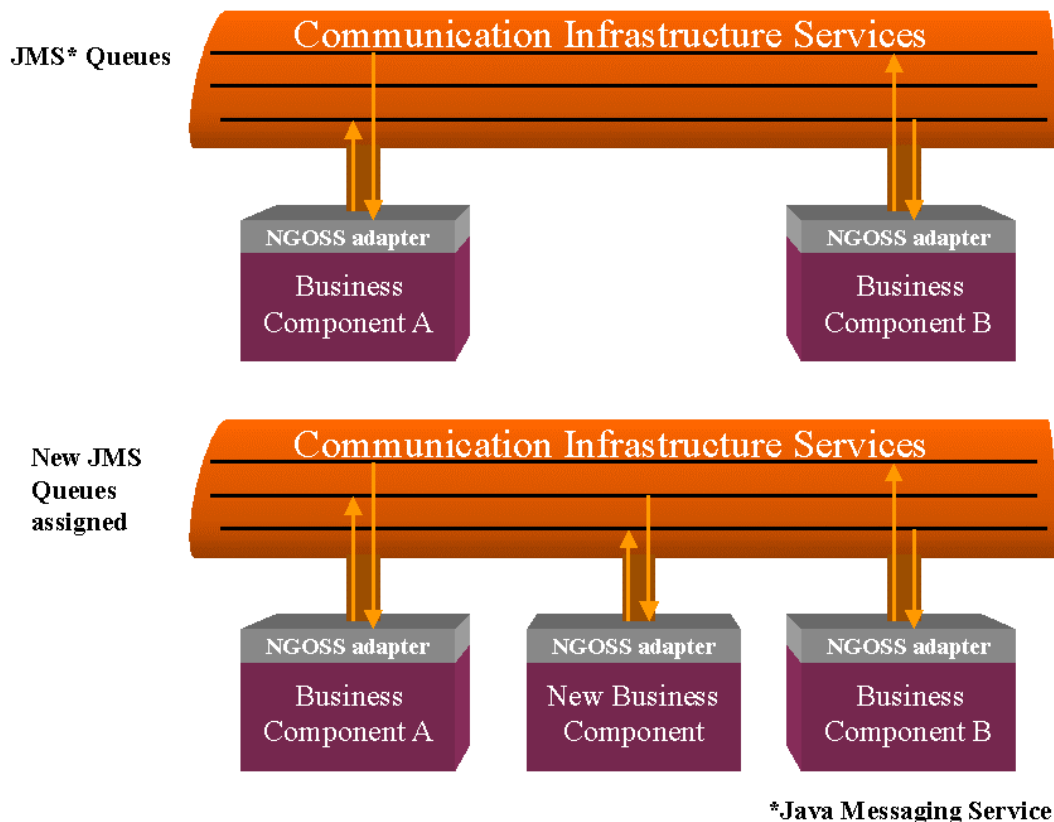 Communication Infrastructure Services
JMS* Queues
NGOSS adapter
Business
Component A
NGOSS adapter
Business
Component B
Communication Infrastructure Services
New JMS
Queues
assigned
NGOSS adapter
Business
Component A
NGOSS adapter
New Business
Component
NGOSS adapter
Business
Component B
*Java Messaging Service